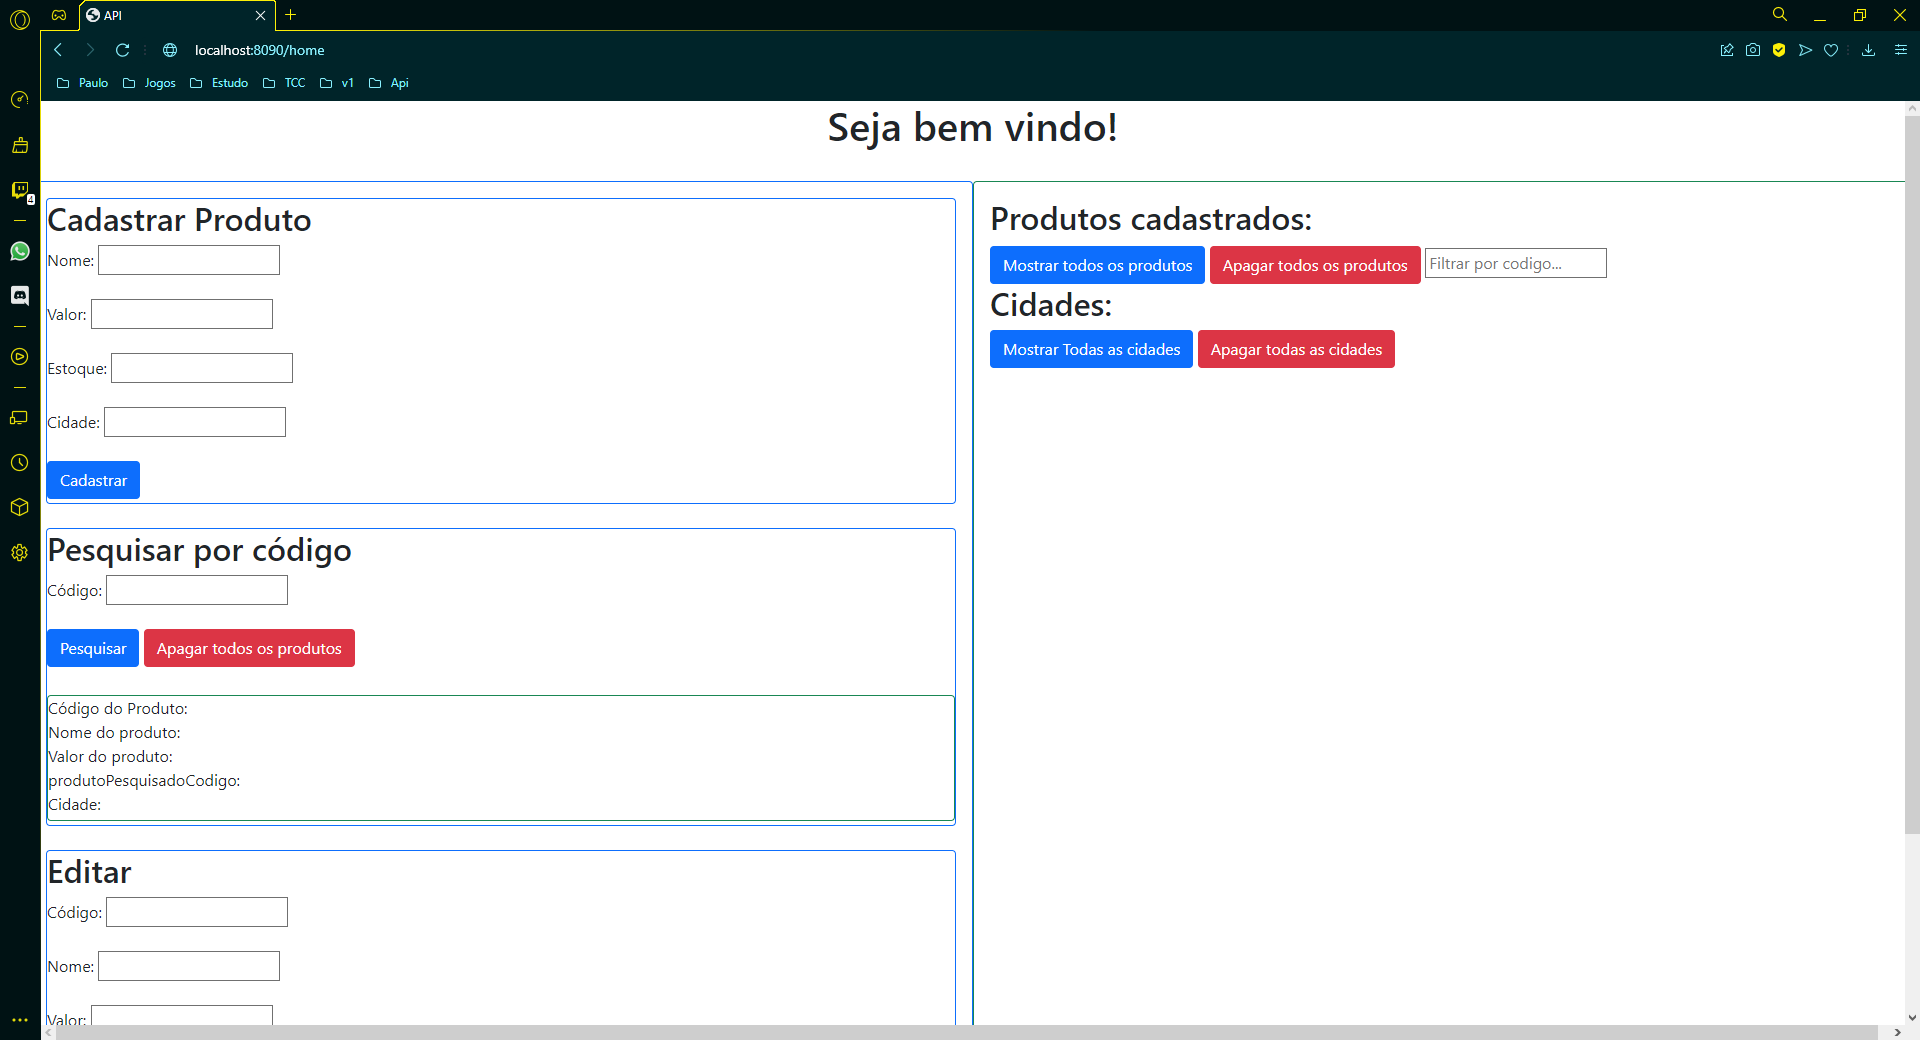 API
localhost:8090/home
Paulo Jogos Estudo TCC v1 Api
4
Seja bem vindo!
Cadastrar Produto
Nome:
Valor:
Estoque:
Cidade:
Cadastrar
Pesquisar por código
Código:
Pesquisar Apagar todos os produtos
Código do Produto:
Nome do produto:
Valor do produto:
produtoPesquisadoCodigo:
Cidade:
Editar
Código:
Nome:
Valor:
Produtos cadastrados:
Mostrar todos os produtos Apagar todos os produtos Filtrar por codigo...
Cidades:
Mostrar Todas as cidades Apagar todas as cidades